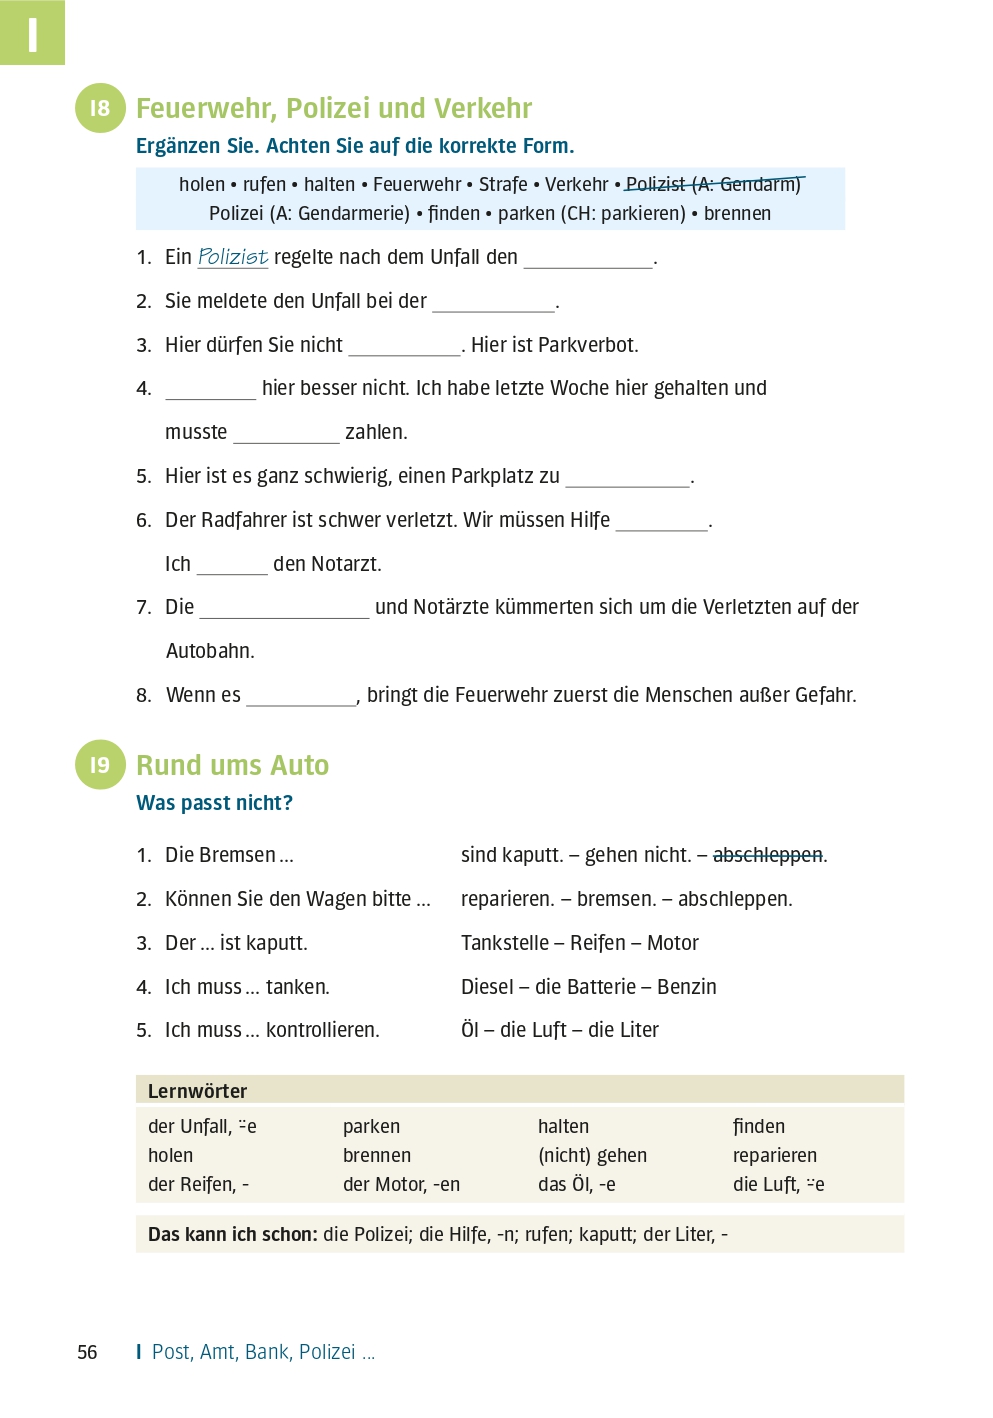 I
I8 Feuerwehr, Polizei und Verkehr
Ergänzen Sie. Achten Sie auf die korrekte Form.
holen • rufen • halten • Feuerwehr • Strafe • Verkehr • Polizist (A: Gendarm)
Polizei (A: Gendarmerie) • finden • parken (CH: parkieren) • brennen
1. Ein Polizist regelte nach dem Unfall den ____________.
2. Sie meldete den Unfall bei der ____________.
3. Hier dürfen Sie nicht ___________. Hier ist Parkverbot.
4. _________ hier besser nicht. Ich habe letzte Woche hier gehalten und
musste __________ zahlen.
5. Hier ist es ganz schwierig, einen Parkplatz zu ____________.
6. Der Radfahrer ist schwer verletzt. Wir müssen Hilfe _________.
Ich _______ den Notarzt.
7. Die ________________ und Notärzte kümmerten sich um die Verletzten auf der
Autobahn.
8. Wenn es ___________, bringt die Feuerwehr zuerst die Menschen außer Gefahr.
I9 Rund ums Auto
Was passt nicht?
1. Die Bremsen ... sind kaputt. – gehen nicht. – abschleppen.
2. Können Sie den Wagen bitte ... reparieren. – bremsen. – abschleppen.
3. Der ... ist kaputt. Tankstelle – Reifen – Motor
4. Ich muss ... tanken. Diesel – die Batterie – Benzin
5. Ich muss ... kontrollieren. Öl – die Luft – die Liter
Lernwörter
der Unfall, -̈e parken halten finden
holen brennen (nicht) gehen reparieren
der Reifen, - der Motor, -en das Öl, -e die Luft, -̈e
Das kann ich schon: die Polizei; die Hilfe, -n; rufen; kaputt; der Liter, -
56 I Post, Amt, Bank, Polizei ...